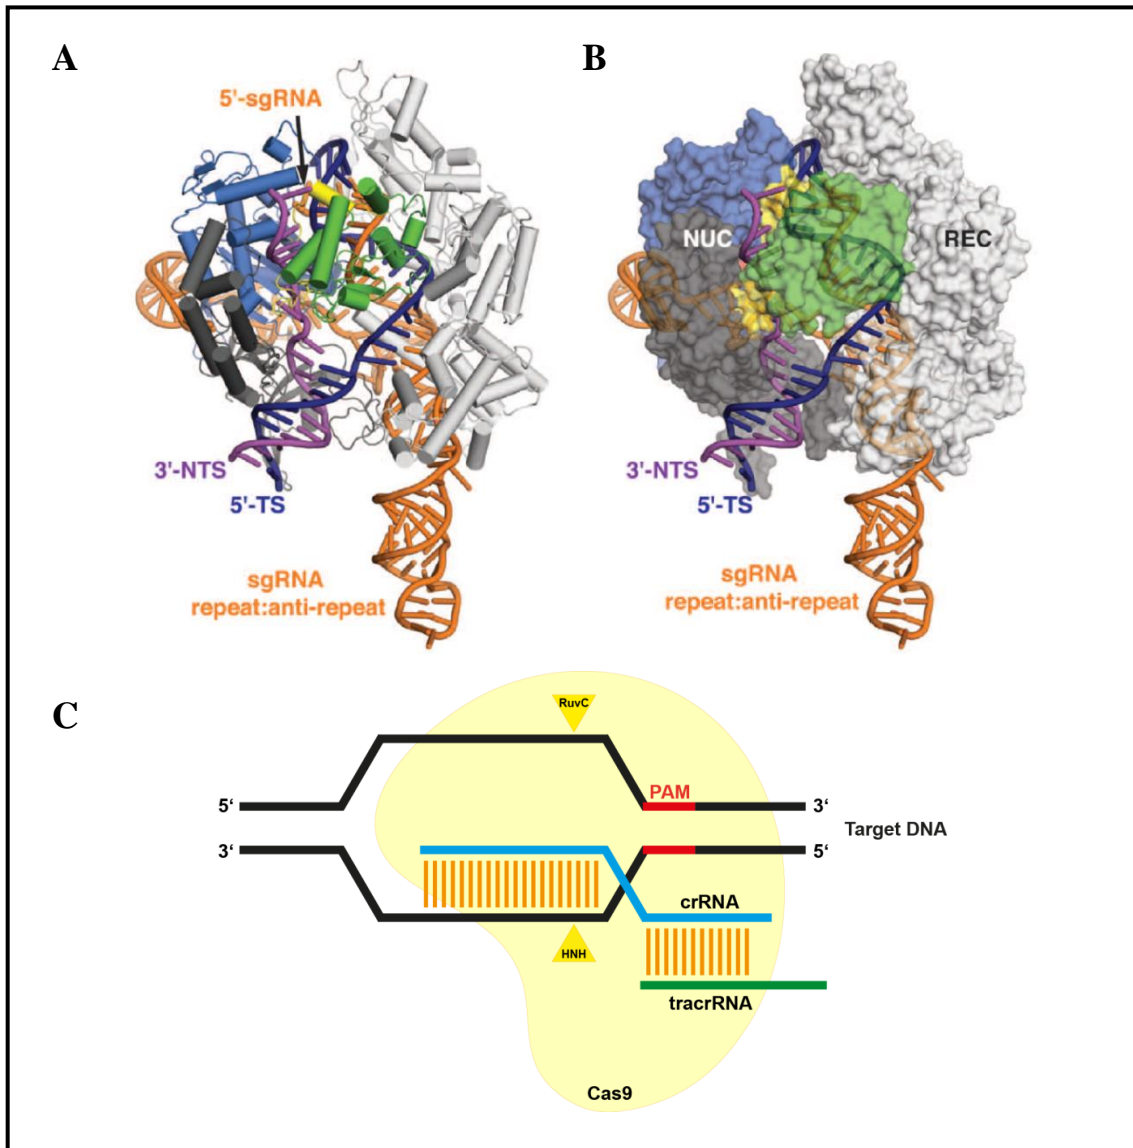 A
5'-sgRNA
3'-NTS
5'-TS
sgRNA
repeat:anti-repeat
B
NUC
REC
3'-NTS
5'-TS
sgRNA
repeat:anti-repeat
C
RuvC
PAM
5‘
3‘
Target DNA
3‘
5‘
crRNA
HNH
tracrRNA
Cas9